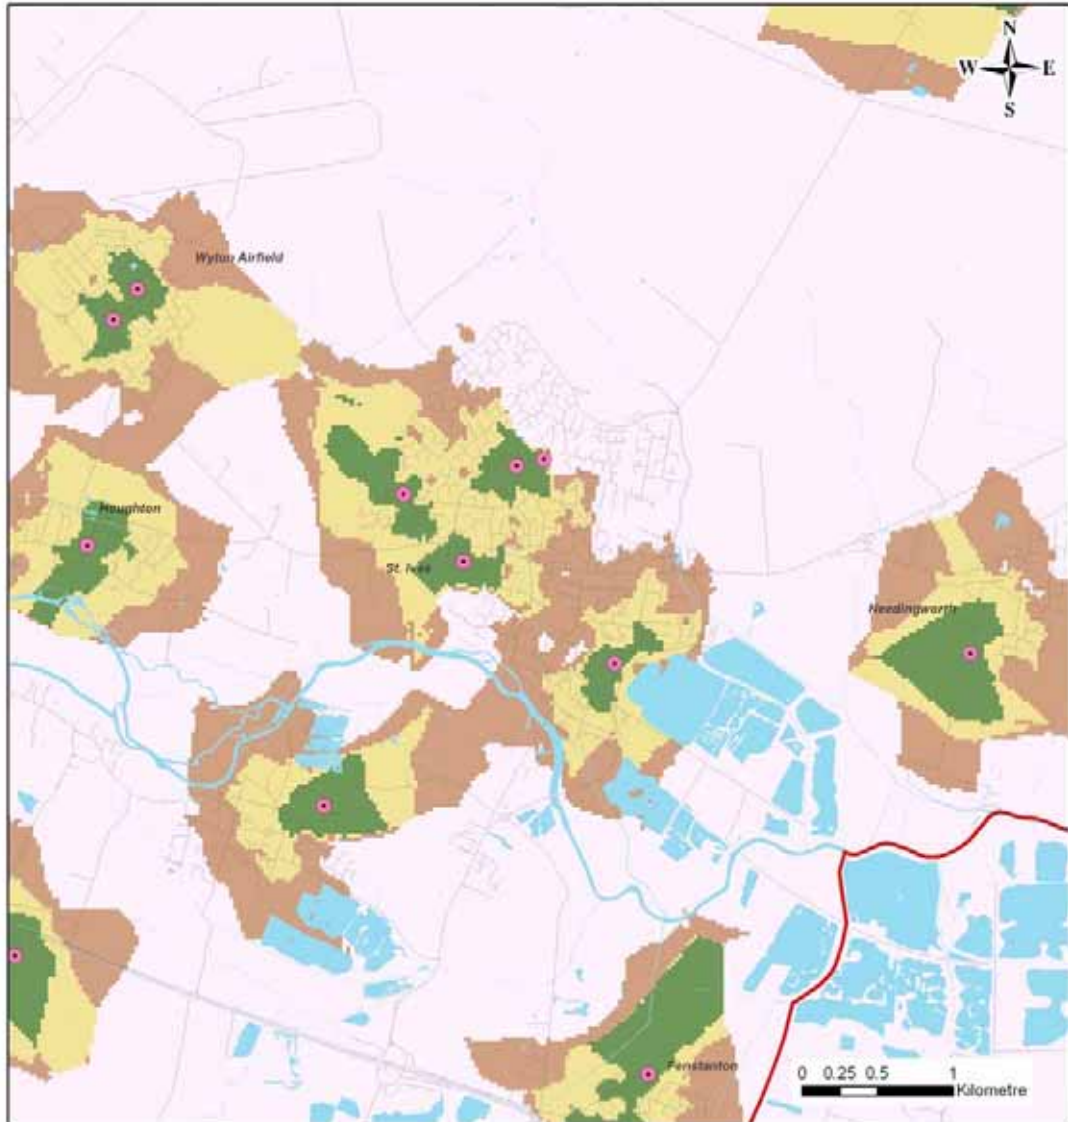 N
W E
S
Wyton Airfield
Houghton
St. Ives
Needingworth
Fenstanton
0 0.25 0.5 1
Kilometre